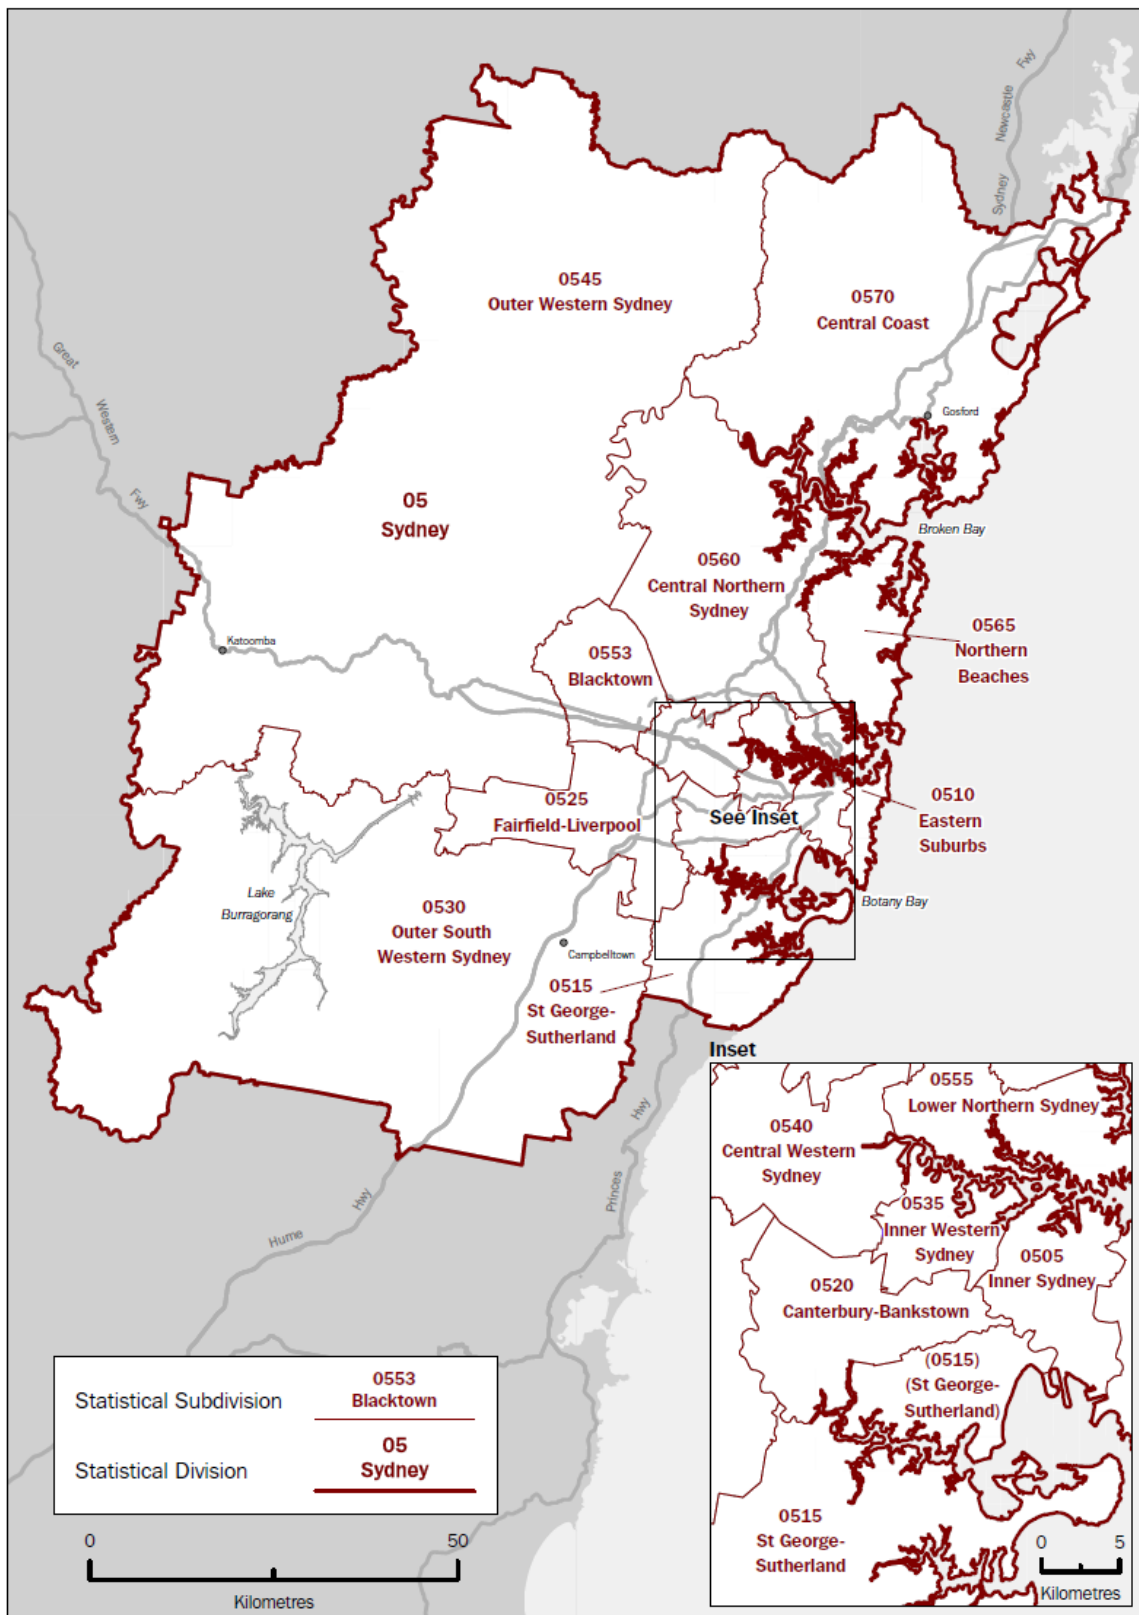 Fwy
Newcastle
Sydney
0545
Outer Western Sydney
0570
Central Coast
Great
Western
Fwy
Gosford
05
Sydney
Broken Bay
0560
Central Northern
Sydney
0565
Northern
Beaches
Katoomba
0553
Blacktown
0525
Fairfield-Liverpool
See Inset
0510
Eastern
Suburbs
Lake
Burragorang
0530
Outer South
Western Sydney
Botany Bay
Campbelltown
0515
St George-
Sutherland
Inset
0555
Lower Northern Sydney
0540
Central Western
Sydney
0535
Inner Western
Sydney
0505
Inner Sydney
0520
Canterbury-Bankstown
(0515)
(St George-
Sutherland)
0515
St George-
Sutherland
0 5
Kilometres
Hwy
Princes
Hwy
Hume
Statistical Subdivision
0553
Blacktown
Statistical Division
05
Sydney
0 50
Kilometres